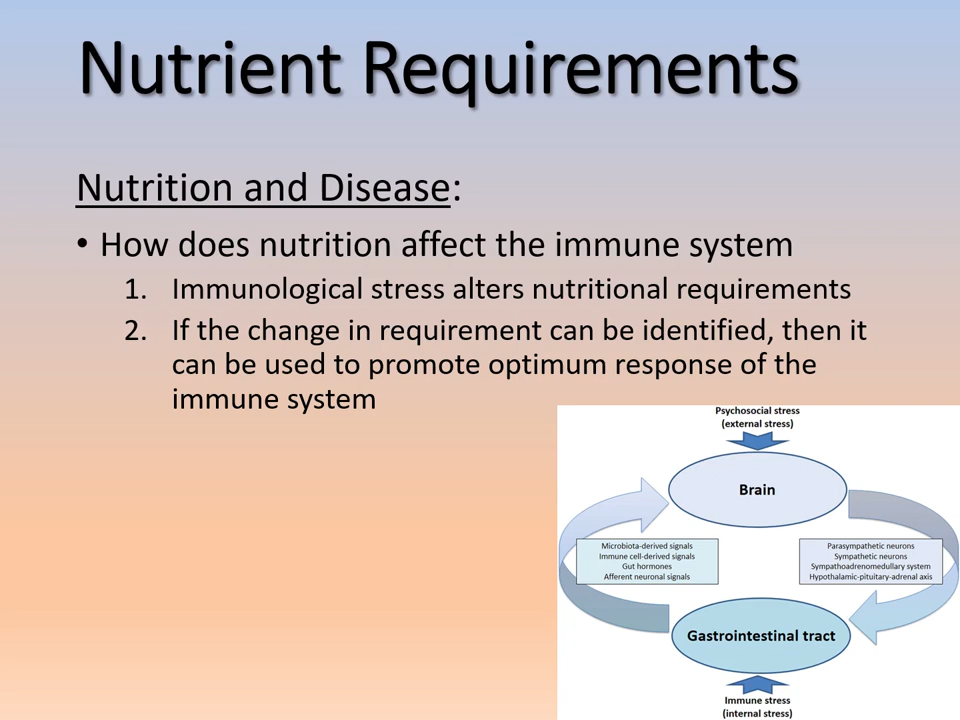 Nutrient Requirements
Nutrition and Disease:
• How does nutrition affect the immune system
1. Immunological stress alters nutritional requirements
2. If the change in requirement can be identified, then it
can be used to promote optimum response of the
immune system
Psychosocial stress
(external stress)
Brain
Microbiota-derived signals
Immune cell-derived signals
Gut hormones
Afferent neuronal signals
Parasympathetic neurons
Sympathetic neurons
Sympathoadrenomedullary system
Hypothalamic-pituitary-adrenal axis
Gastrointestinal tract
Immune stress
(internal stress)